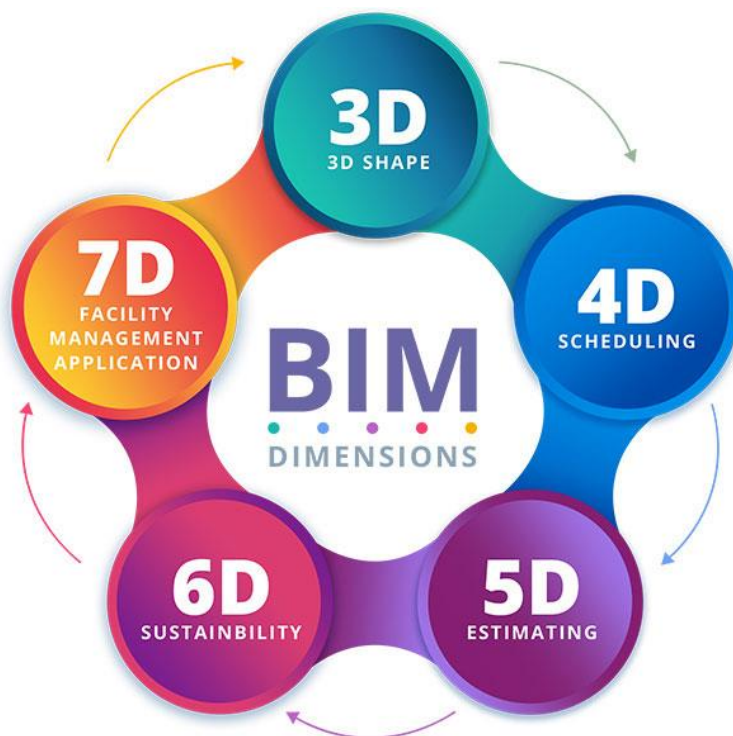 3D
3D SHAPE
4D
SCHEDULING
5D
ESTIMATING
6D
SUSTAINBILITY
7D
FACILITY
MANAGEMENT
APPLICATION
BIM
DIMENSIONS